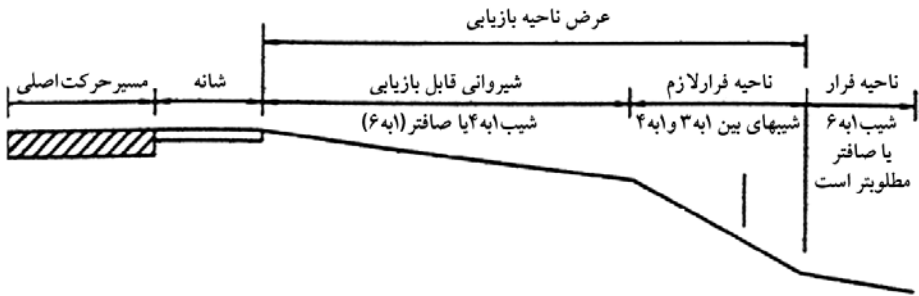 عرض ناحیه بازیابی
مسیرحرکت اصلی
شانه
شیروانی قابل بازیابی
شیب۱به۴یا صافتر(۱به۶)
ناحیه فرارلازم
شیبهای بین ۱به۳ و۱به۴
ناحیه فرار
شیب۱به۶
یا صافتر
مطلوبتر است